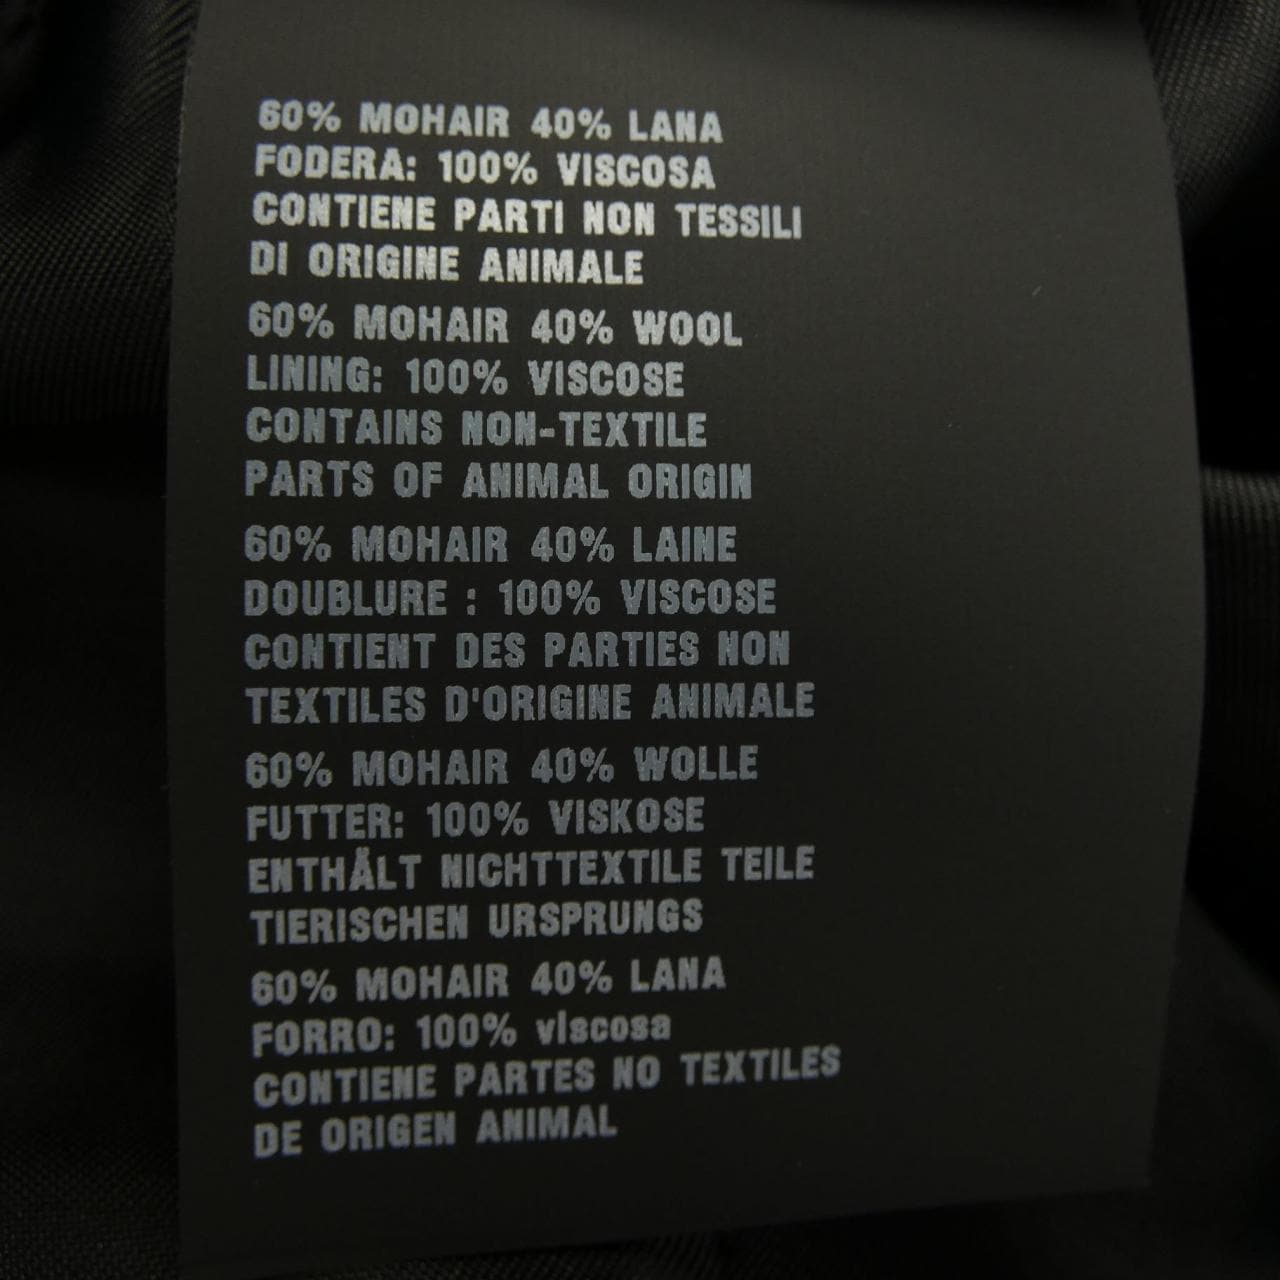 60% MOHAIR 40% LANA
FODERA: 100% VISCOSA
CONTIENE PARTI NON TESSILI
DI ORIGINE ANIMALE
60% MOHAIR 40% WOOL
LINING: 100% VISCOSE
CONTAINS NON-TEXTILE
PARTS OF ANIMAL ORIGIN
60% MOHAIR 40% LAINE
DOUBLURE : 100% VISCOSE
CONTIENT DES PARTIES NON
TEXTILES D'ORIGINE ANIMALE
60% MOHAIR 40% WOLLE
FUTTER: 100% VISKOSE
ENTHÄLT NICHTTEXTILE TEILE
TIERISCHEN URSPRUNGS
60% MOHAIR 40% LANA
FORRO: 100% viscosa
CONTIENE PARTES NO TEXTILES
DE ORIGEN ANIMAL